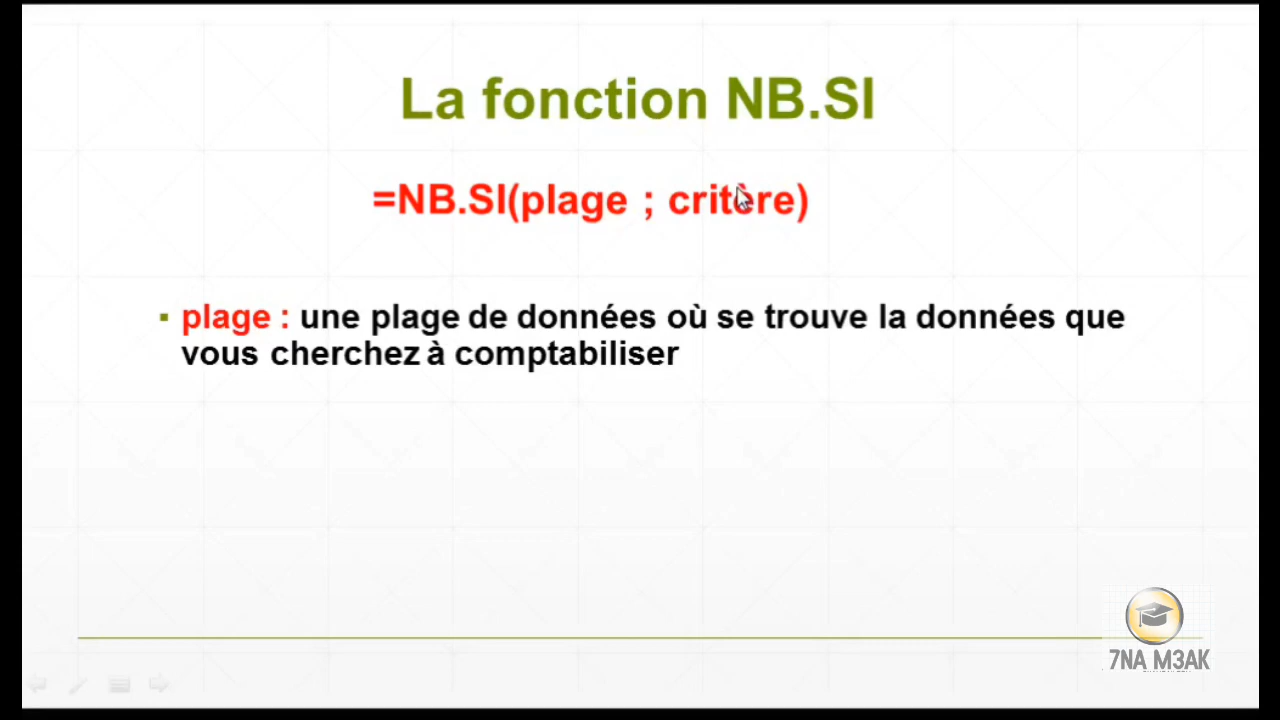 La fonction NB.SI
=NB.SI(plage ; critère)
▪ plage : une plage de données où se trouve la données que
vous cherchez à comptabiliser
7NA M3AK